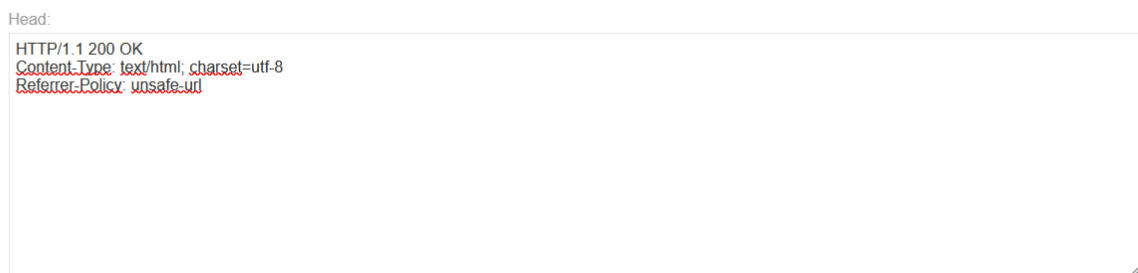 Head:
HTTP/1.1 200 OK
Content-Type: text/html; charset=utf-8
Referrer-Policy: unsafe-url